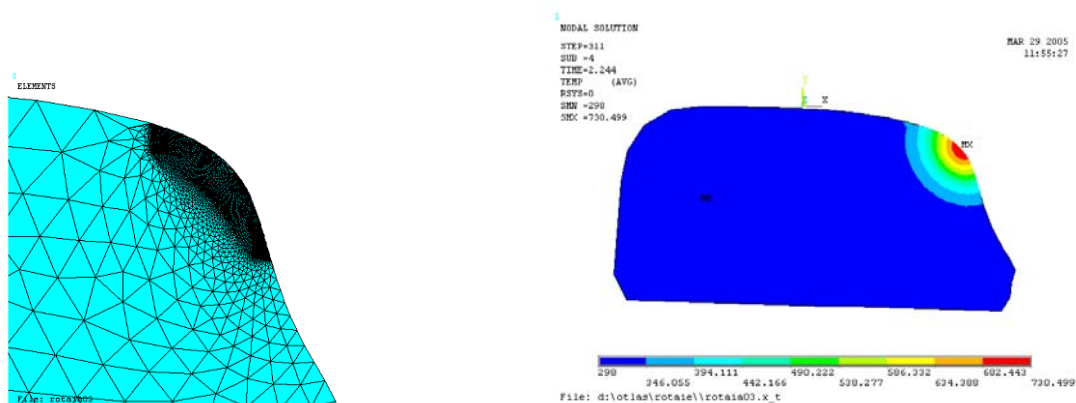 1
ELEMENTS
File: rotaia03
1
NODAL SOLUTION
STEP=311
SUB =4
TIME=2.244
TEMP (AVG)
RSYS=0
SMN =298
SMX =730.499
MAR 29 2005
11:55:27
Y
Z X
MX
298 394.111 490.222 586.332 682.443
346.055 442.166 538.277 634.388 730.499
File: d:\otlas\rotaie\\rotaia03.x_t